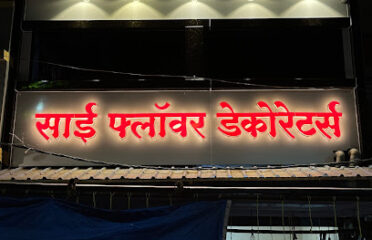 साई फ्लॉवर डेकोरेटर्स